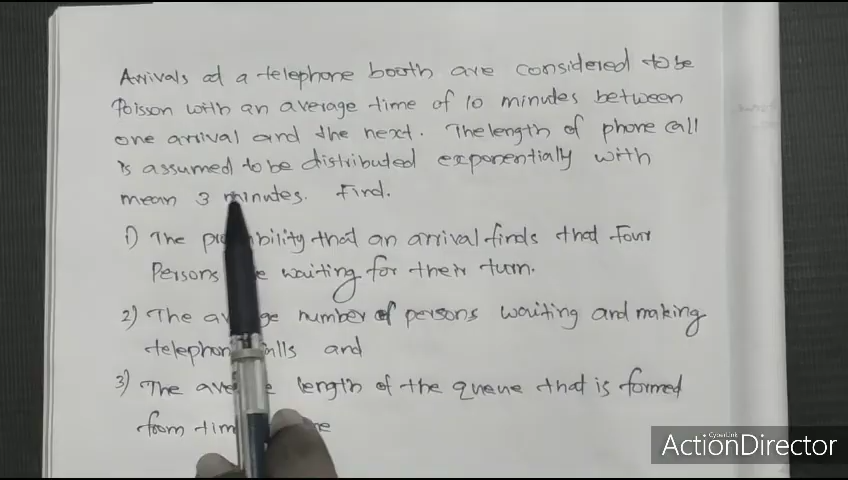 Arrivals at a telephone booth are considered to be
Poisson with an average time of 10 minutes between
one arrival and the next. The length of phone call
is assumed to be distributed exponentially with
mean 3 minutes. Find.
1) The probability that an arrival finds that four
Persons waiting for their turn.
2) The average number of persons waiting and making
telephone calls and
3) The average length of the queue that is formed
from time
CyberLink
ActionDirector